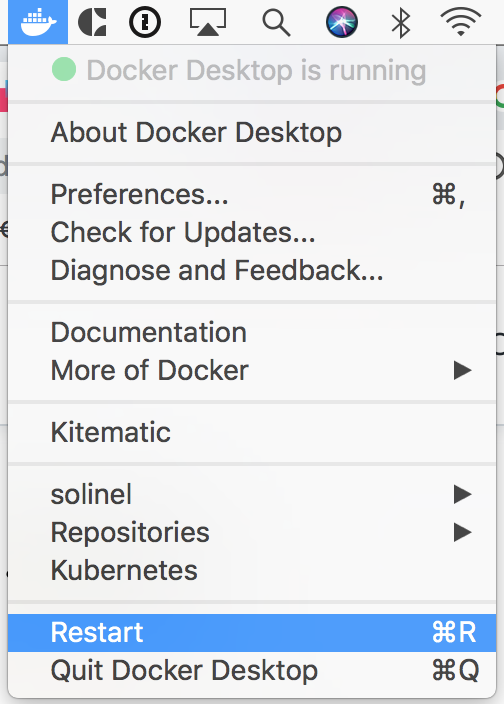 Docker Desktop is running
About Docker Desktop
Preferences... ⌘,
Check for Updates...
Diagnose and Feedback...
Documentation
More of Docker ▶
Kitematic
solinel ▶
Repositories ▶
Kubernetes
Restart ⌘R
Quit Docker Desktop ⌘Q